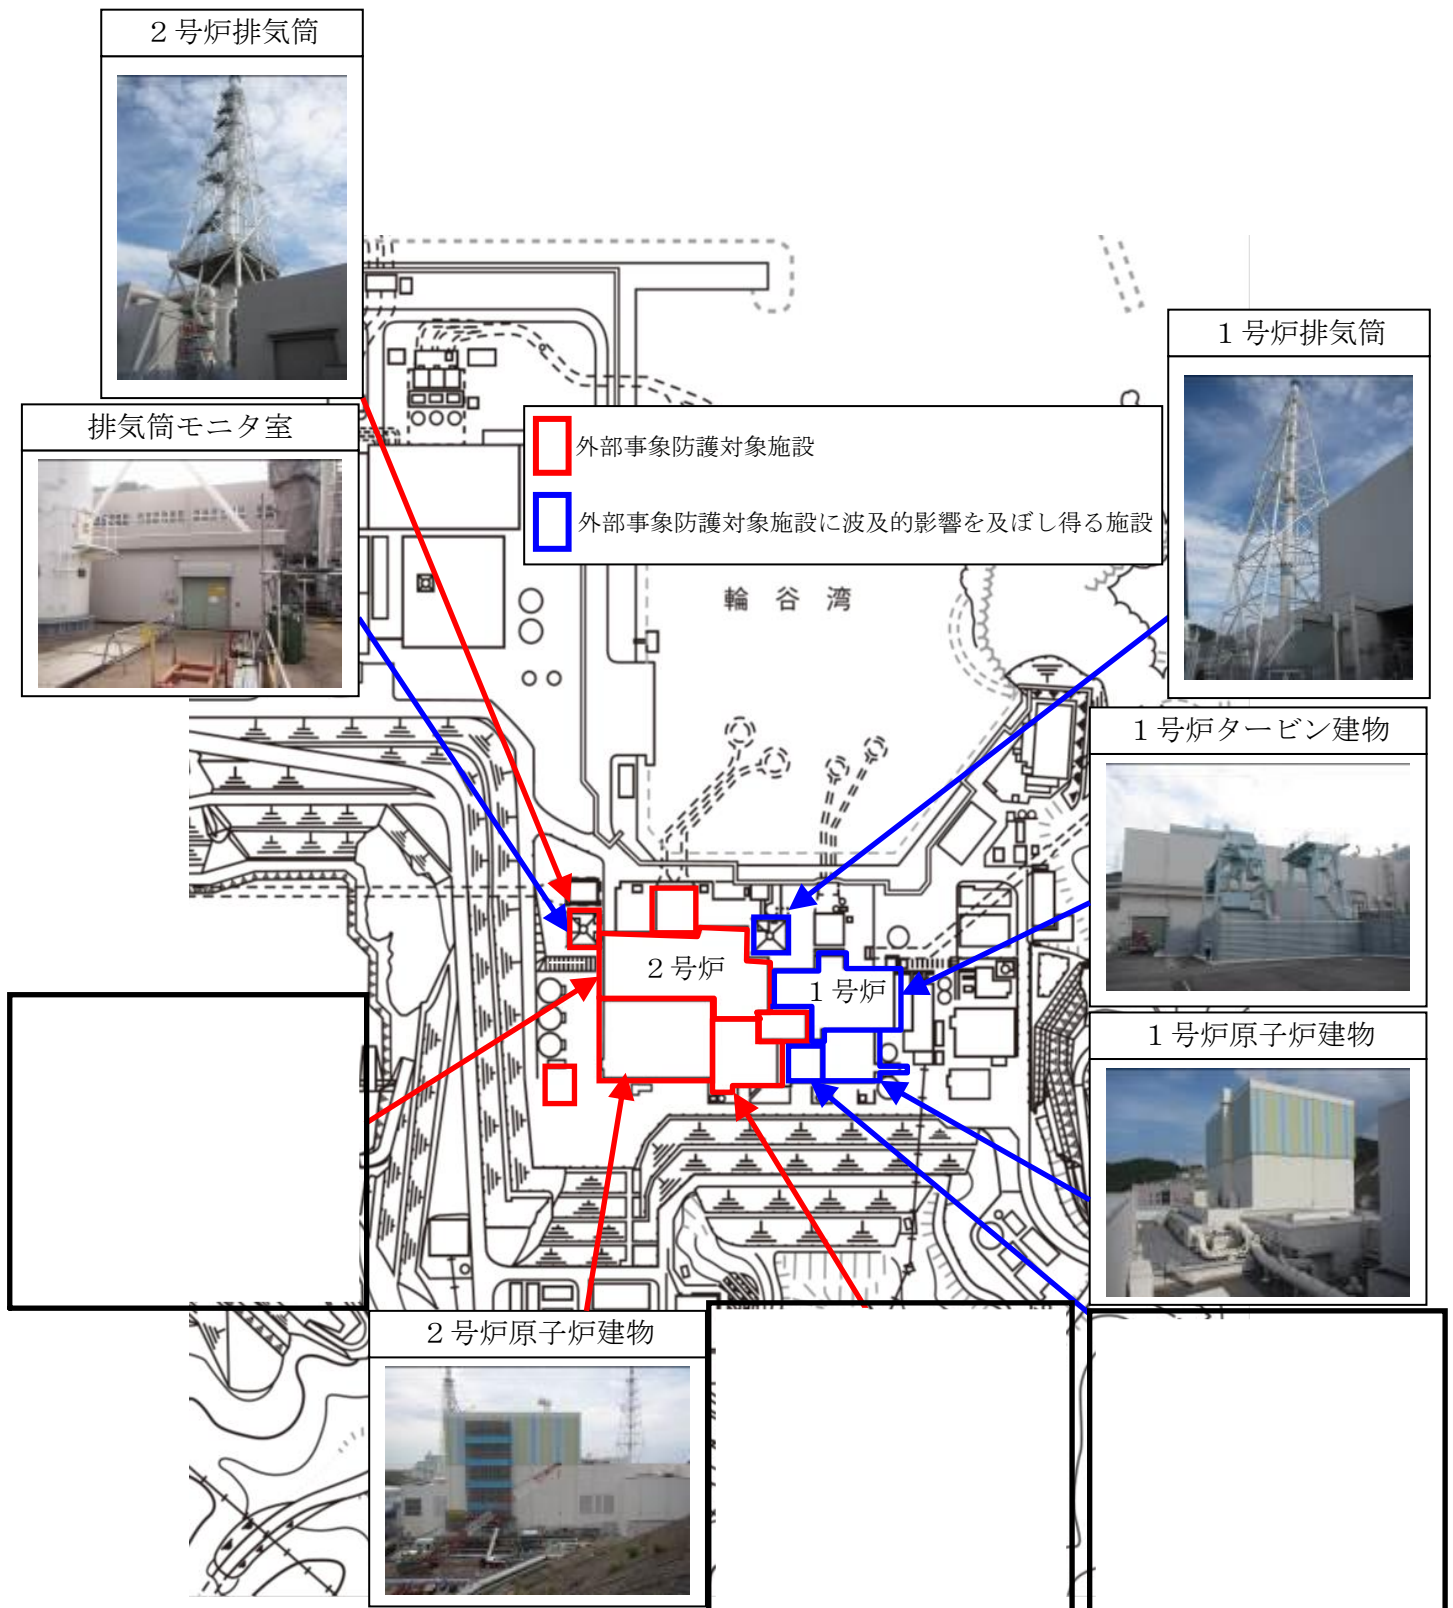 ２号炉排気筒
１号炉排気筒
排気筒モニタ室
外部事象防護対象施設
外部事象防護対象施設に波及的影響を及ぼし得る施設
輪谷湾
１号炉タービン建物
２号炉
１号炉
１号炉原子炉建物
２号炉原子炉建物